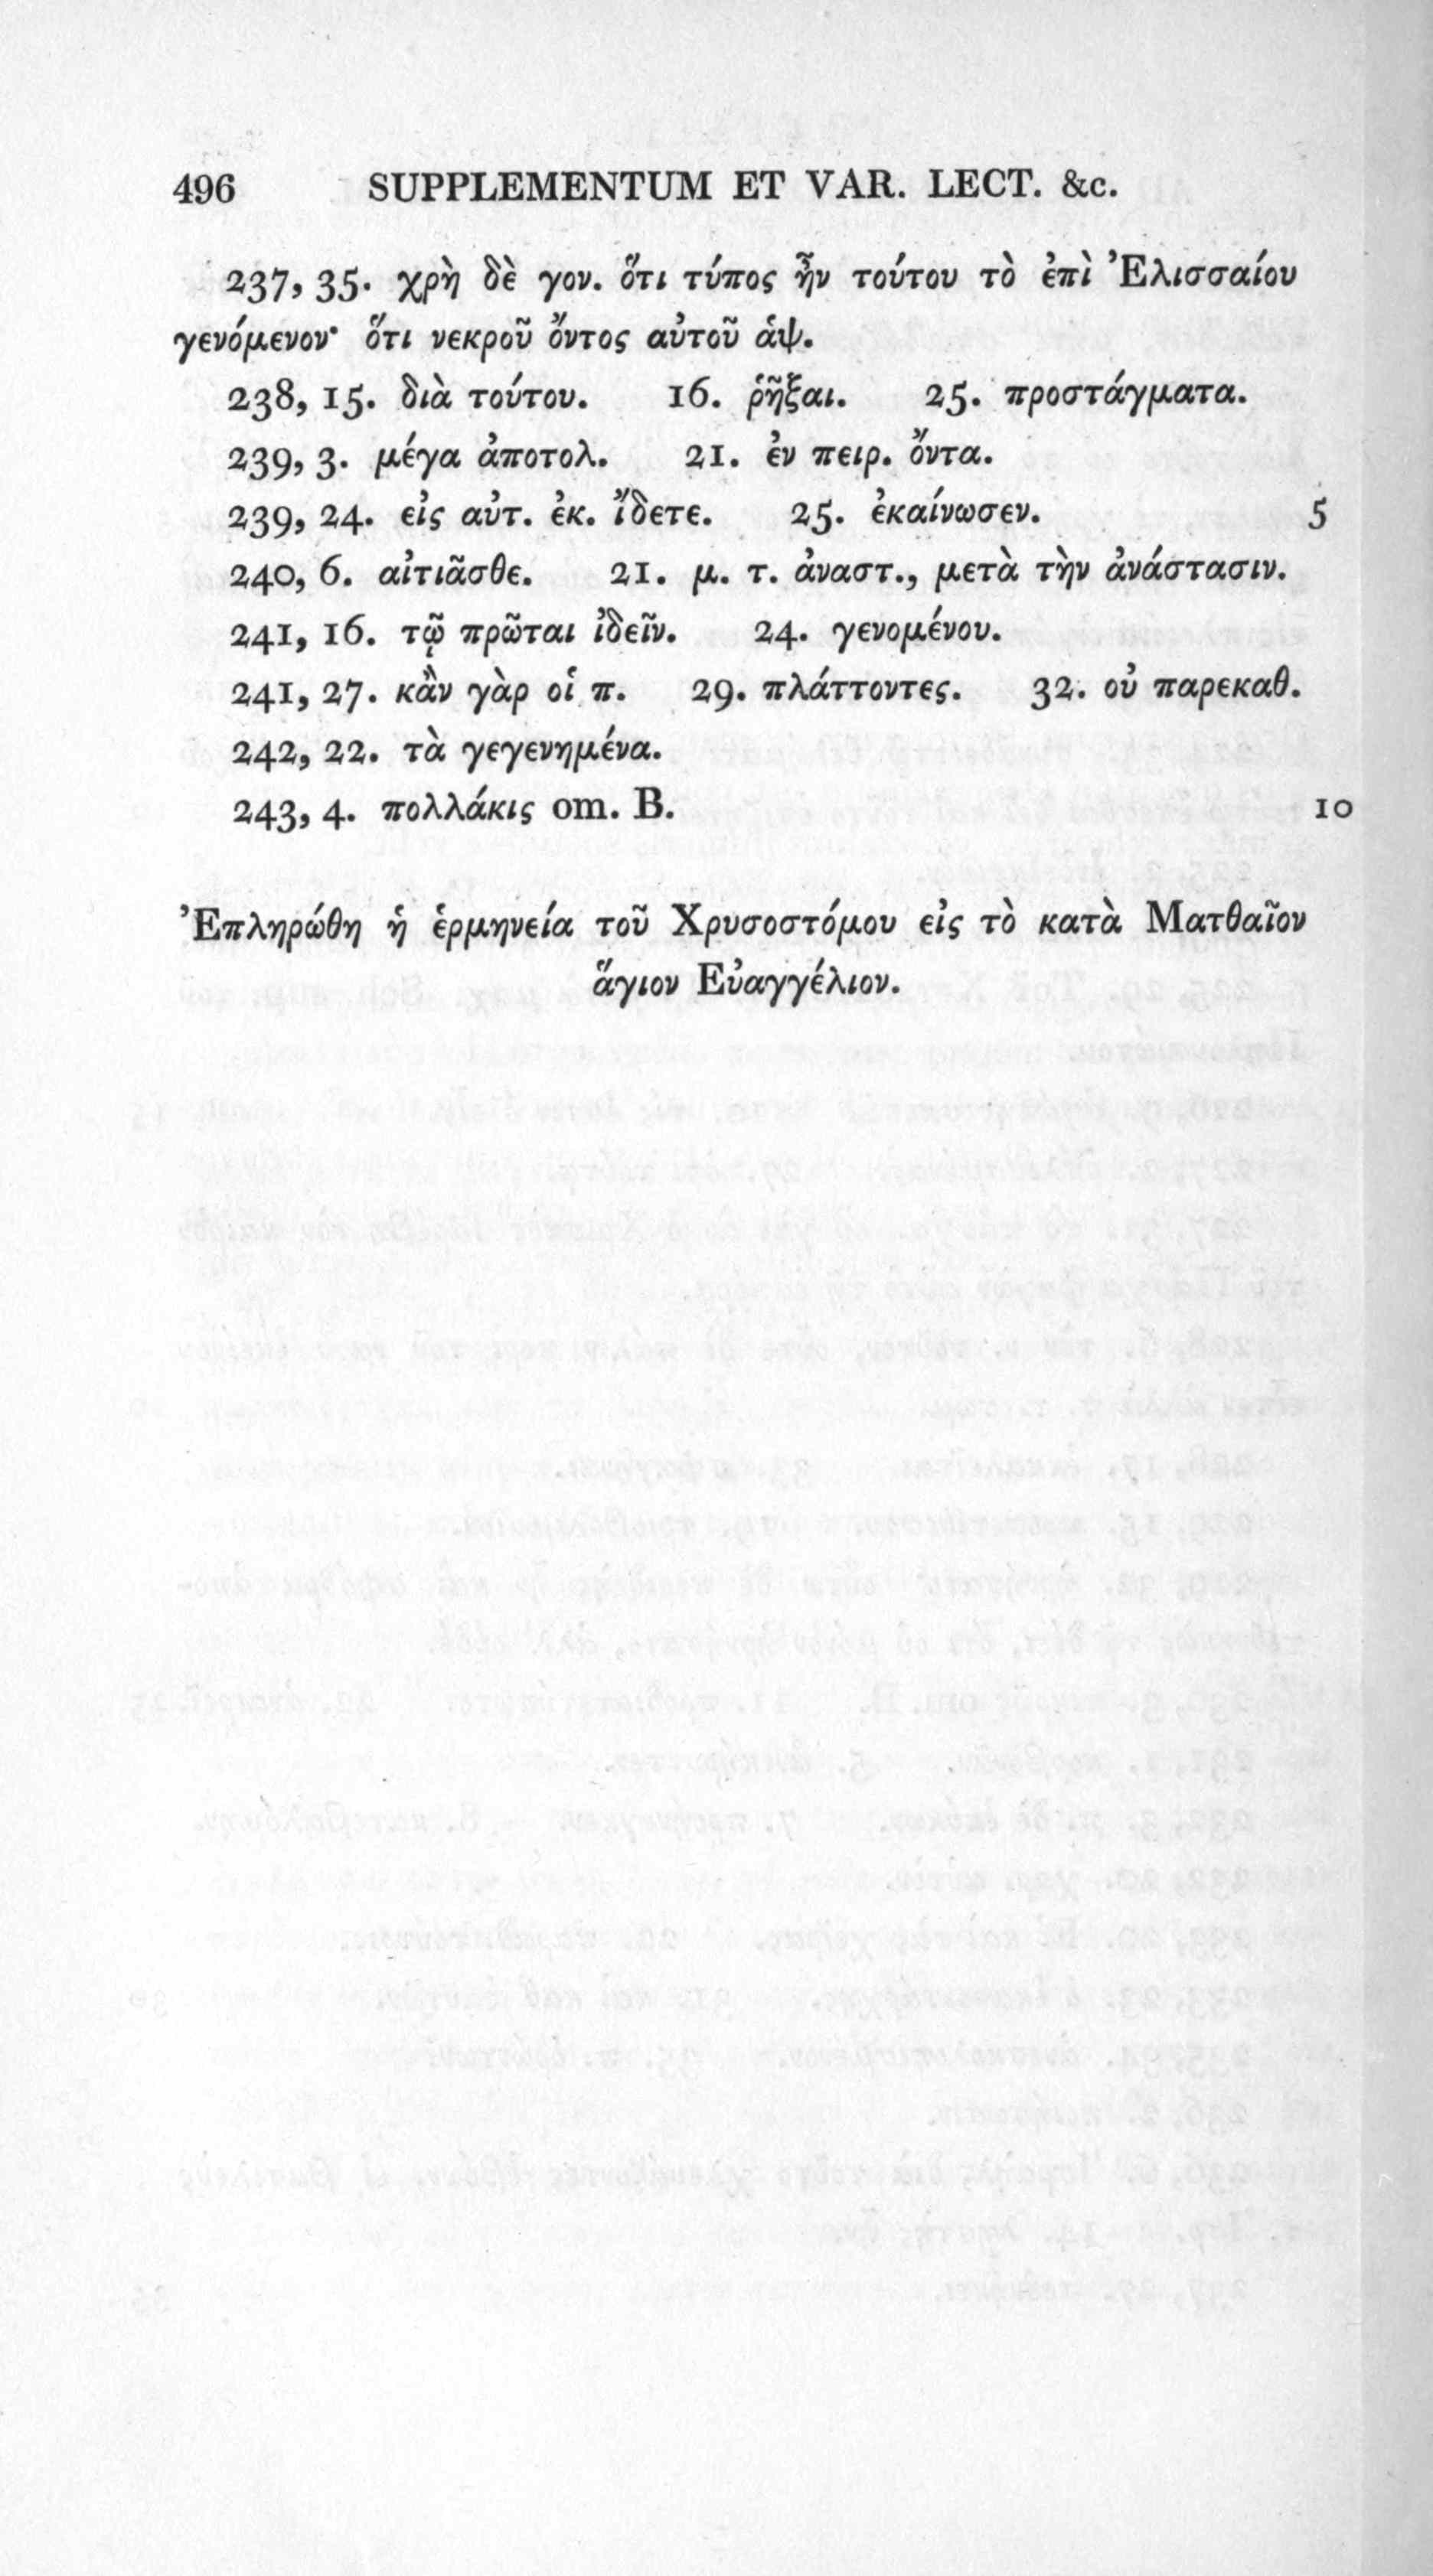 496 SUPPLEMENTUM ET VAR. LECT. &c.
237, 35. χρὴ δὲ γον. ὅτι τύπος ἦν τούτου τὸ ἐπὶ Ἐλισσαίου
γενόμενον· ὅτι νεκροῦ ὄντος αὐτοῦ ἁψ.
238, 15. διὰ τούτου. 16. ῥῆξαι. 25. προστάγματα.
239, 3. μέγα ἀποτολ. 21. ἐν πειρ. ὄντα.
239, 24. εἰς αὐτ. ἐκ. ἴδετε. 25. ἐκαίνωσεν. 5
240, 6. αἰτιᾶσθε. 21. μ. τ. ἀναστ., μετὰ τὴν ἀνάστασιν.
241, 16. τῷ πρῶται ἰδεῖν. 24. γενομένου.
241, 27. κἂν γὰρ οἱ π. 29. πλάττοντες. 32. οὐ παρεκαθ.
242, 22. τὰ γεγενημένα.
243, 4. πολλάκις om. B. 10
Ἐπληρώθη ἡ ἑρμηνεία τοῦ Χρυσοστόμου εἰς τὸ κατὰ Ματθαῖον
ἅγιον Εὐαγγέλιον.